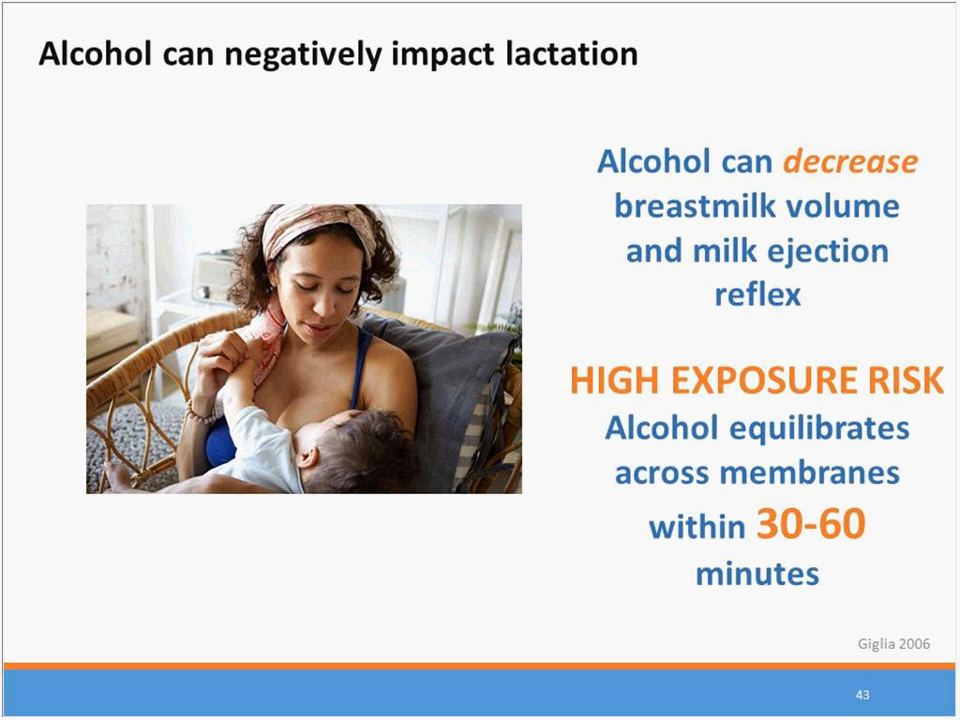 Alcohol can negatively impact lactation
Alcohol can decrease
breastmilk volume
and milk ejection
reflex
HIGH EXPOSURE RISK
Alcohol equilibrates
across membranes
within 30-60
minutes
Giglia 2006
43